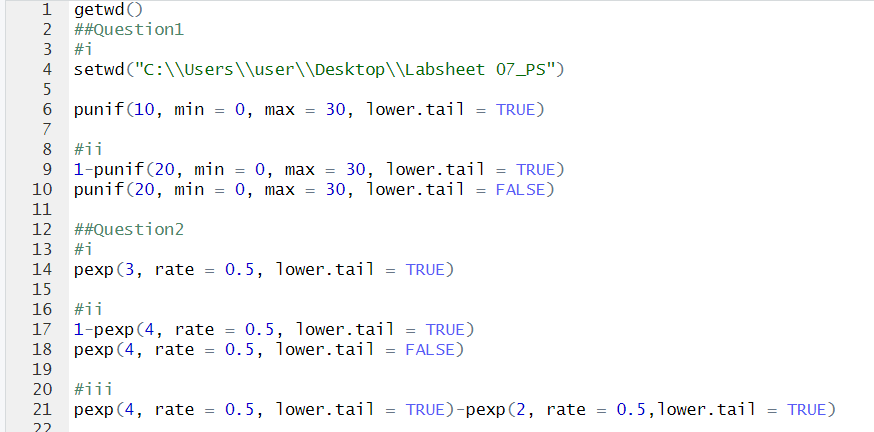 1 getwd()
2 ##Question1
3 #i
4 setwd("C:\\Users\\user\\Desktop\\Labsheet 07_PS")
5
6 punif(10, min = 0, max = 30, lower.tail = TRUE)
7
8 #ii
9 1-punif(20, min = 0, max = 30, lower.tail = TRUE)
10 punif(20, min = 0, max = 30, lower.tail = FALSE)
11
12 ##Question2
13 #i
14 pexp(3, rate = 0.5, lower.tail = TRUE)
15
16 #ii
17 1-pexp(4, rate = 0.5, lower.tail = TRUE)
18 pexp(4, rate = 0.5, lower.tail = FALSE)
19
20 #iii
21 pexp(4, rate = 0.5, lower.tail = TRUE)-pexp(2, rate = 0.5,lower.tail = TRUE)
22